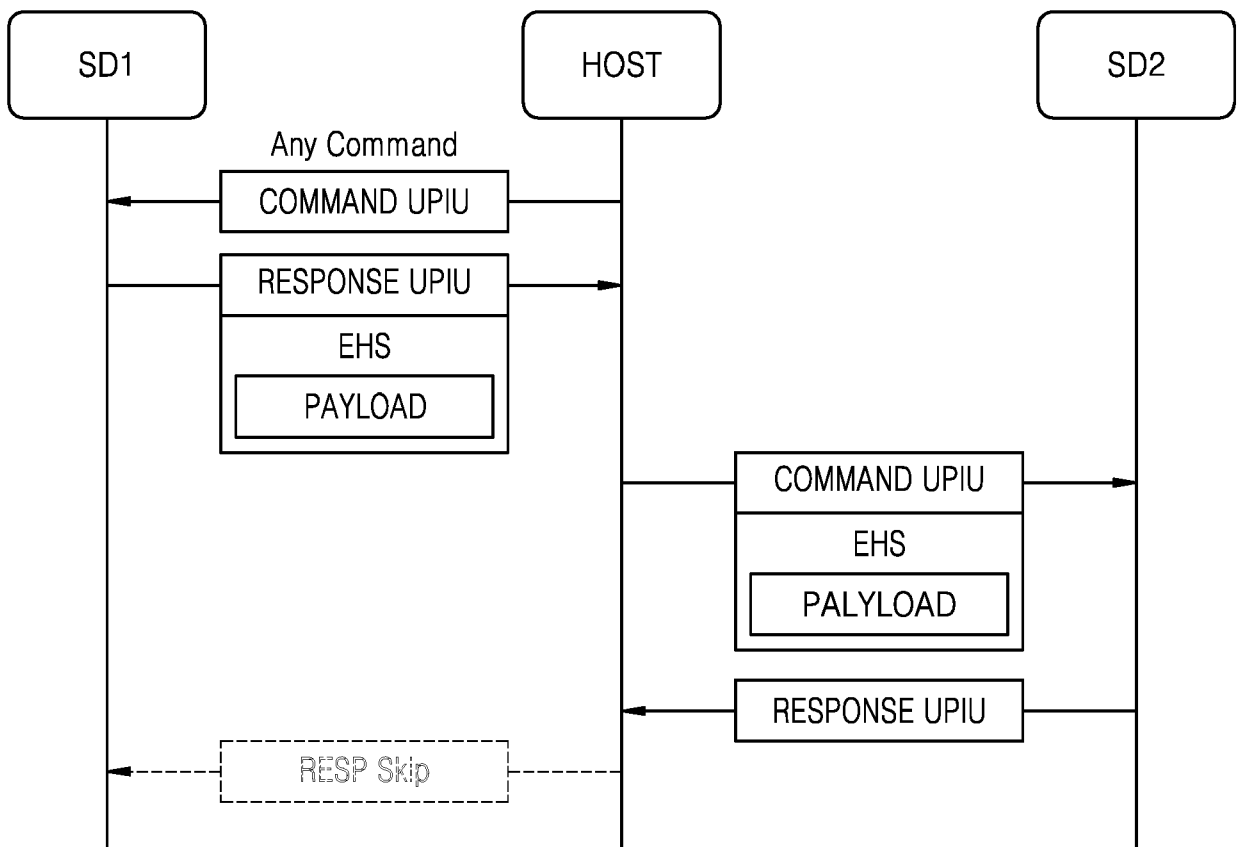 SD1
HOST
SD2
Any Command
COMMAND UPIU
RESPONSE UPIU
EHS
PAYLOAD
COMMAND UPIU
EHS
PALYLOAD
RESPONSE UPIU
RESP Skip